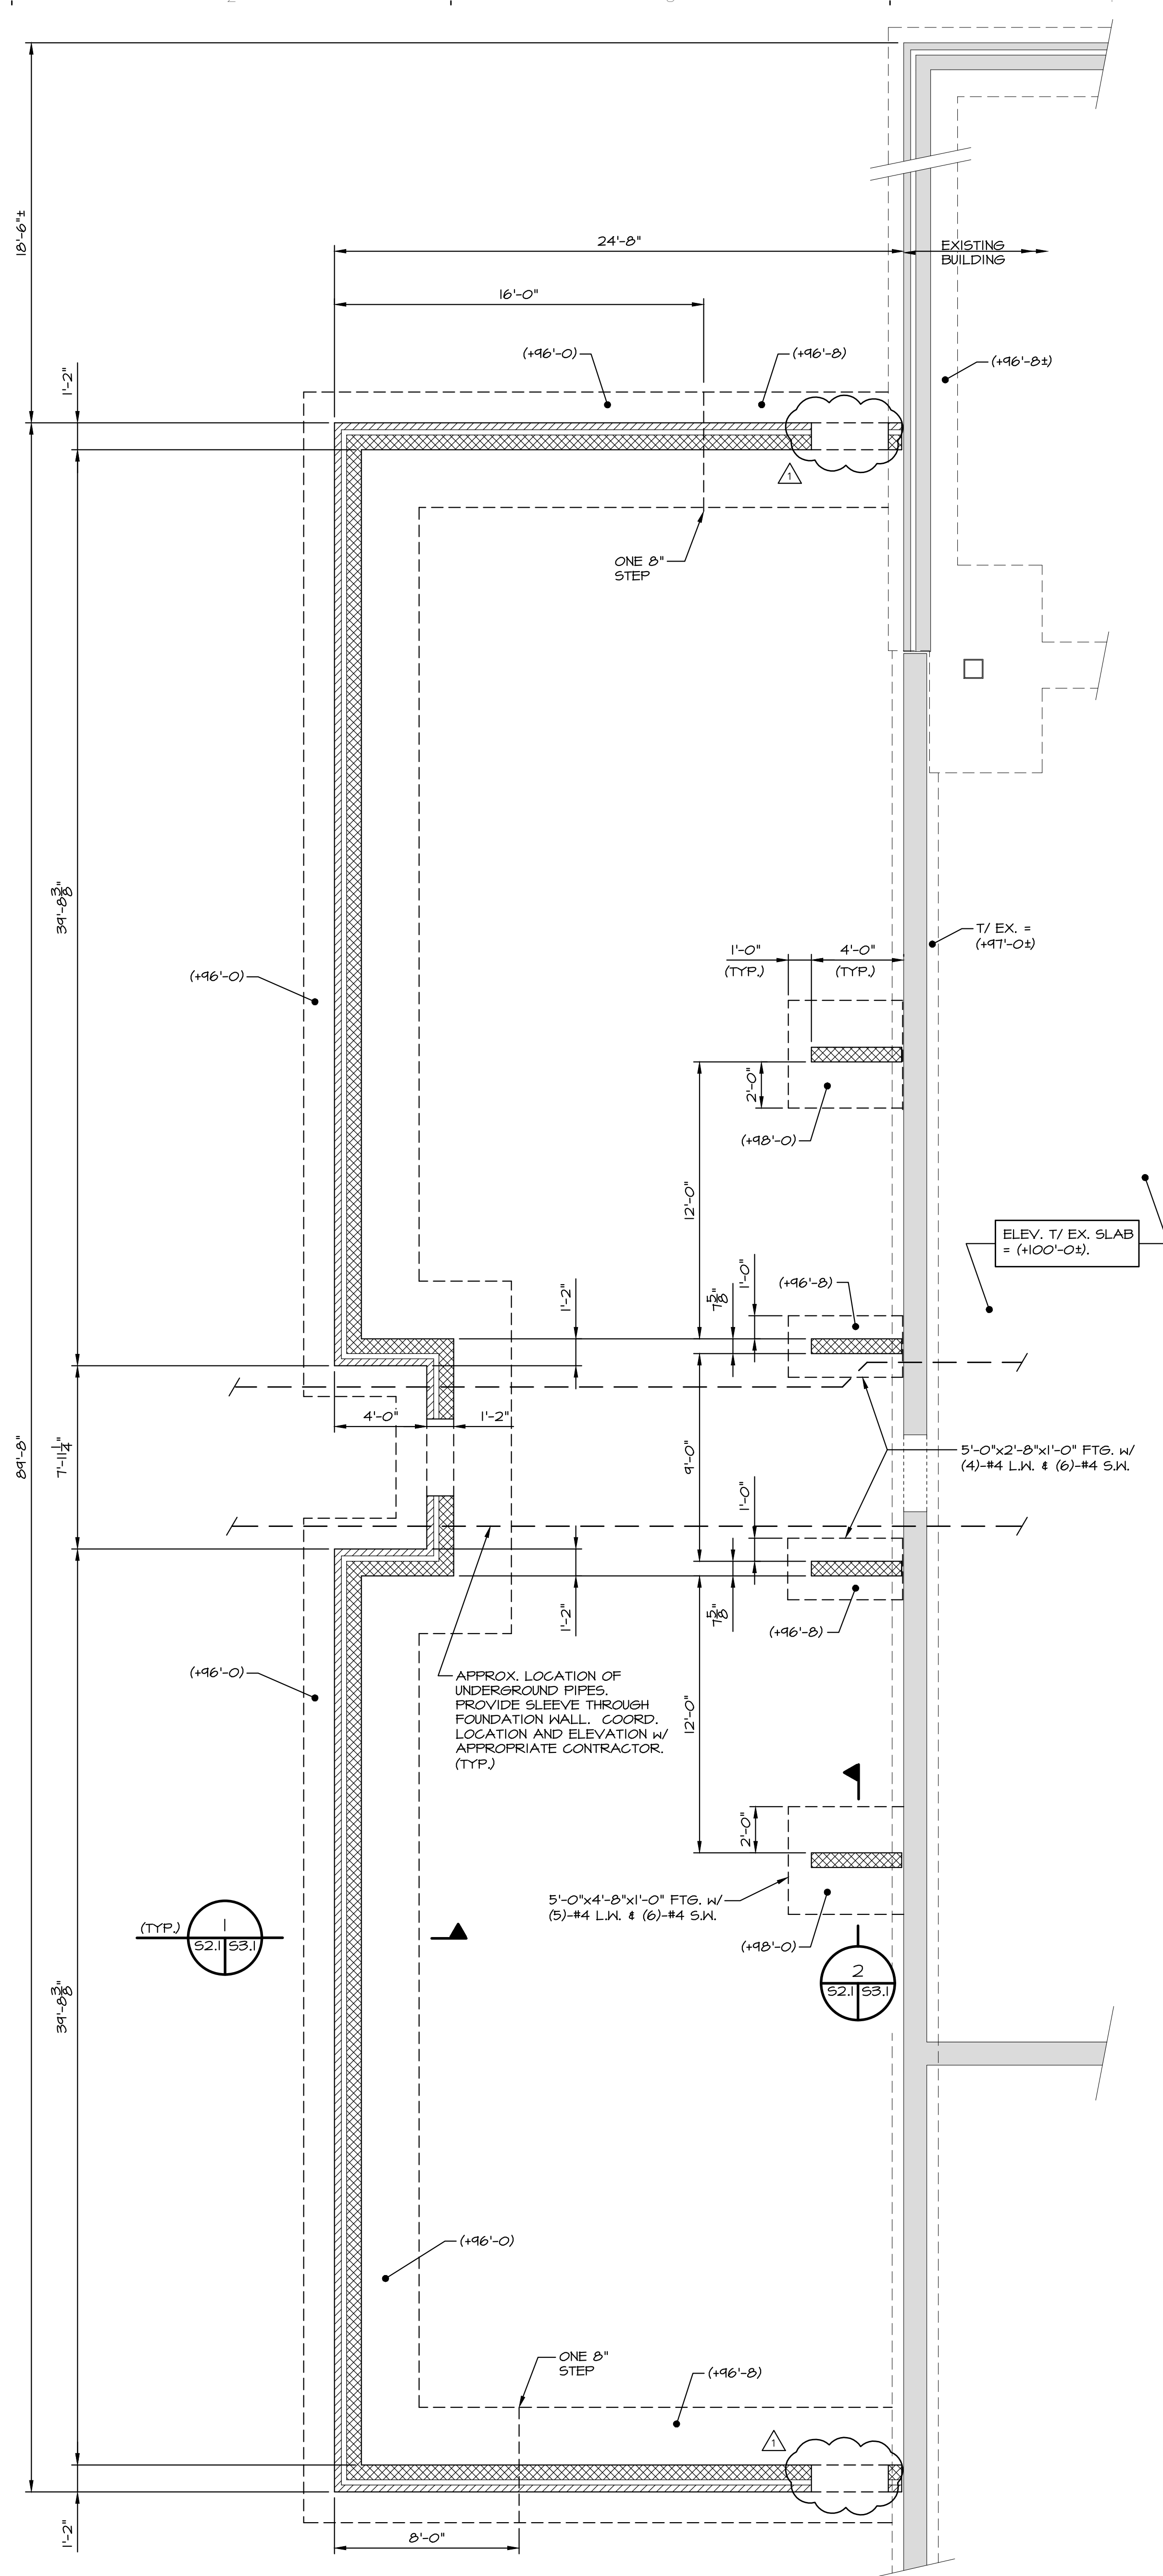 18'-6"±
24'-8"
EXISTING
BUILDING
16'-0"
(+96'-0)
(+96'-8)
(+96'-8±)
1'-2"
1
ONE 8"
STEP
39'-8 3/8"
(+96'-0)
T/ EX. =
(+97'-0±)
1'-0"
(TYP.)
4'-0"
(TYP.)
2'-0"
(+98'-0)
12'-0"
ELEV. T/ EX. SLAB
= (+100'-0±).
(+96'-8)
1'-0"
7 5/8"
1'-2"
4'-0"
1'-2"
89'-8"
7'-11 1/4"
9'-0"
5'-0"x2'-8"x1'-0" FTG. W/
(4)-#4 L.W. & (6)-#4 S.W.
1'-0"
7 5/8"
1'-2"
(+96'-8)
(+96'-0)
APPROX. LOCATION OF
UNDERGROUND PIPES.
PROVIDE SLEEVE THROUGH
FOUNDATION WALL.  COORD.
LOCATION AND ELEVATION W/
APPROPRIATE CONTRACTOR.
(TYP.)
12'-0"
2'-0"
5'-0"x4'-8"x1'-0" FTG. W/
(5)-#4 L.W. & (6)-#4 S.W.
(+98'-0)
(TYP.)
1
S2.1 S3.1
2
S2.1 S3.1
39'-8 3/8"
(+96'-0)
ONE 8"
STEP
(+96'-8)
1
1'-2"
8'-0"